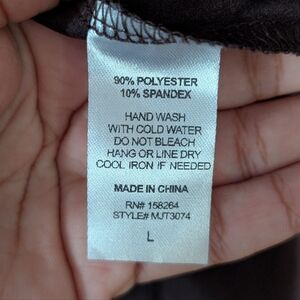 90% POLYESTER
10% SPANDEX
HAND WASH
WITH COLD WATER
DO NOT BLEACH
HANG OR LINE DRY
COOL IRON IF NEEDED
MADE IN CHINA
RN# 158264
STYLE# MJT3074
L